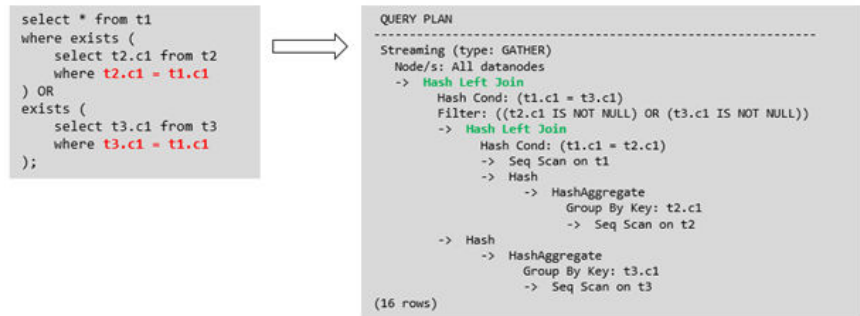 select * from t1
where exists (
select t2.c1 from t2
where t2.c1 = t1.c1
) OR
exists (
select t3.c1 from t3
where t3.c1 = t1.c1
);
QUERY PLAN
----------------------------------------------------------------
Streaming (type: GATHER)
Node/s: All datanodes
-> Hash Left Join
Hash Cond: (t1.c1 = t3.c1)
Filter: ((t2.c1 IS NOT NULL) OR (t3.c1 IS NOT NULL))
-> Hash Left Join
Hash Cond: (t1.c1 = t2.c1)
-> Seq Scan on t1
-> Hash
-> HashAggregate
Group By Key: t2.c1
-> Seq Scan on t2
-> Hash
-> HashAggregate
Group By Key: t3.c1
-> Seq Scan on t3
(16 rows)